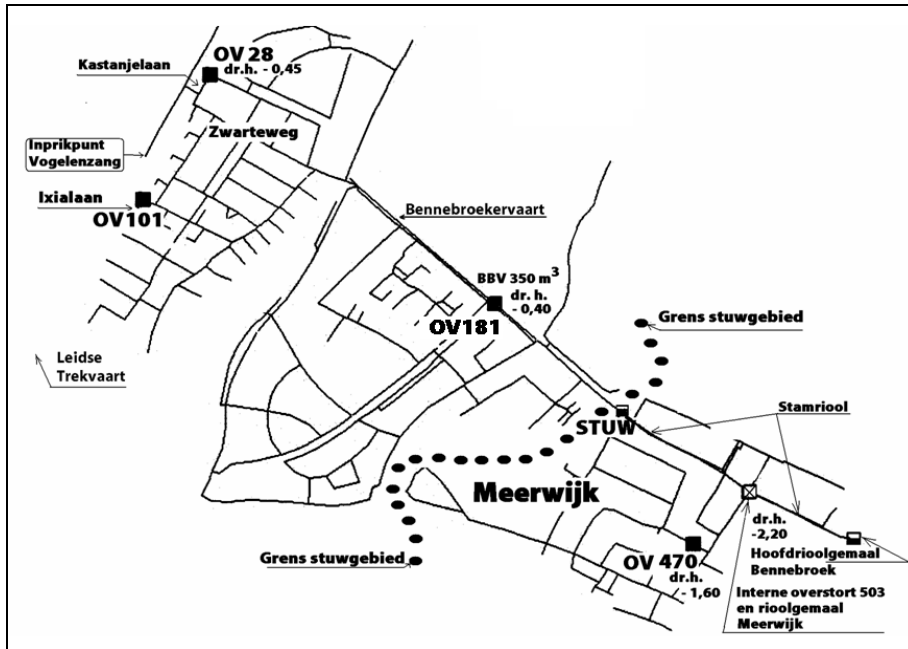 OV 28
dr.h. - 0,45
Kastanjelaan
Zwarteweg
Inprikpunt
Vogelenzang
Ixialaan
OV101
Bennebroekervaart
BBV 350 m³
dr. h.
- 0,40
OV181
Grens stuwgebied
Leidse
Trekvaart
Stamriool
STUW
Meerwijk
dr.h.
-2,20
Hoofdrioolgemaal
Bennebroek
Grens stuwgebied
OV 470
dr.h.
- 1,60
Interne overstort 503
en rioolgemaal
Meerwijk